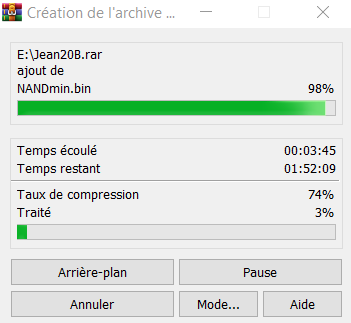 Création de l'archive ...
E:\Jean20B.rar
ajout de
NANDmin.bin 98%
Temps écoulé 00:03:45
Temps restant 01:52:09
Taux de compression 74%
Traité 3%
Arrière-plan Pause
Annuler Mode... Aide